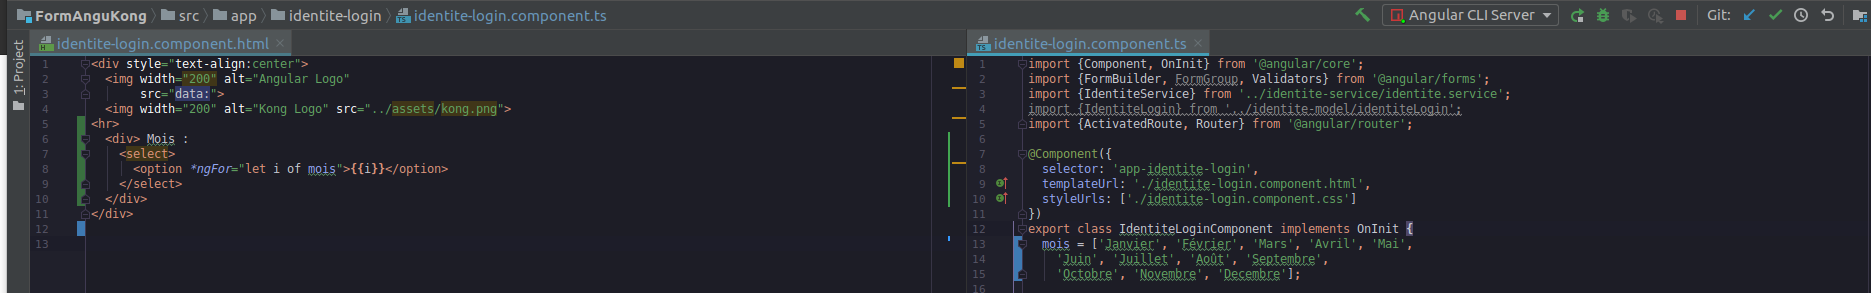 FormAnguKong src app identite-login identite-login.component.ts Angular CLI Server Git:
1: Project
identite-login.component.html
1 <div style="text-align:center">
2 <img width="200" alt="Angular Logo"
3 src="data:">
4 <img width="200" alt="Kong Logo" src="../assets/kong.png">
5 <hr>
6 <div> Mois :
7 <select>
8 <option *ngFor="let i of mois">{{i}}</option>
9 </select>
10 </div>
11 </div>
12
13
identite-login.component.ts
1 import {Component, OnInit} from '@angular/core';
2 import {FormBuilder, FormGroup, Validators} from '@angular/forms';
3 import {IdentiteService} from '../identite-service/identite.service';
4 import {IdentiteLogin} from '../identite-model/identiteLogin';
5 import {ActivatedRoute, Router} from '@angular/router';
6
7 @Component({
8 selector: 'app-identite-login',
9 templateUrl: './identite-login.component.html',
10 styleUrls: ['./identite-login.component.css']
11 })
12 export class IdentiteLoginComponent implements OnInit {
13 mois = ['Janvier', 'Février', 'Mars', 'Avril', 'Mai',
14 'Juin', 'Juillet', 'Août', 'Septembre',
15 'Octobre', 'Novembre', 'Decembre'];
16